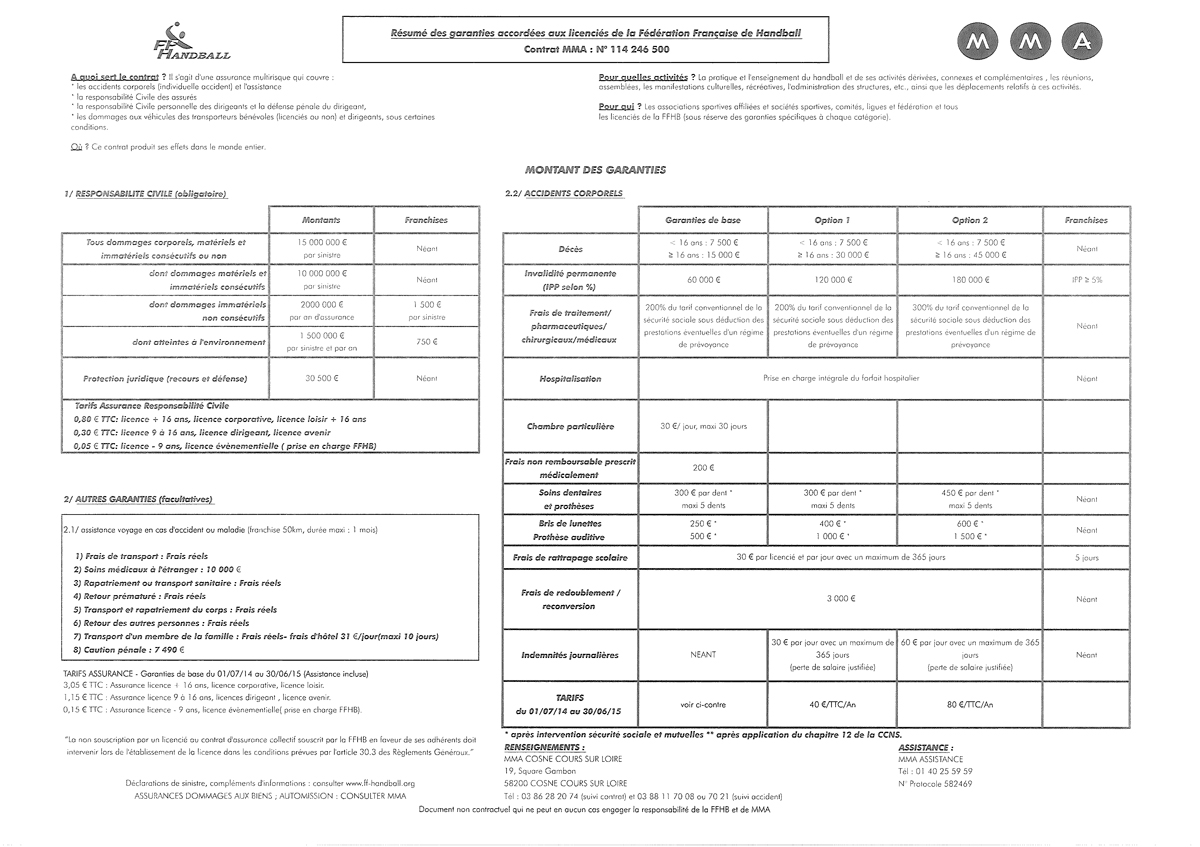 FF HANDBALL
Résumé des garanties accordées aux licenciés de la Fédération Française de Handball
Contrat MMA : N° 114 246 500
M M A
A quoi sert le contrat ? Il s'agit d'une assurance multirisque qui couvre :
* les accidents corporels (individuelle accident) et l'assistance
* la responsabilité Civile des assurés
* la responsabilité Civile personnelle des dirigeants et la défense pénale du dirigeant,
* les dommages aux véhicules des transporteurs bénévoles (licenciés ou non) et dirigeants, sous certaines
conditions.
Où ? Ce contrat produit ses effets dans le monde entier.
Pour quelles activités ? La pratique et l'enseignement du handball et de ses activités dérivées, connexes et complémentaires , les réunions,
assemblées, les manifestations culturelles, récréatives, l'administration des structures, etc., ainsi que les déplacements relatifs à ces activités.
Pour qui ? Les associations sportives affiliées et sociétés sportives, comités, ligues et fédération et tous
les licenciés de la FFHB (sous réserve des garanties spécifiques à chaque catégorie).
MONTANT DES GARANTIES
1/ RESPONSABILITE CIVILE (obligatoire)
Montants Franchises
Tous dommages corporels, matériels et 15 000 000 € Néant
immatériels consécutifs ou non par sinistre
dont dommages matériels et 10 000 000 € Néant
immatériels consécutifs par sinistre
dont dommages immatériels 2000 000 € 1 500 €
non consécutifs par an d'assurance par sinistre
dont atteintes à l'environnement 1 500 000 € 750 €
par sinistre et par an
Protection juridique (recours et défense) 30 500 € Néant
Tarifs Assurance Responsabilité Civile
0,80 € TTC: licence + 16 ans, licence corporative, licence loisir + 16 ans
0,30 € TTC: licence 9 à 16 ans, licence dirigeant, licence avenir
0,05 € TTC: licence - 9 ans, licence évènementielle ( prise en charge FFHB)
2/ AUTRES GARANTIES (facultatives)
2.1/ assistance voyage en cas d'accident ou maladie (franchise 50km, durée maxi : 1 mois)
1) Frais de transport : Frais réels
2) Soins médicaux à l'étranger : 10 000 €
3) Rapatriement ou transport sanitaire : Frais réels
4) Retour prématuré : Frais réels
5) Transport et rapatriement du corps : Frais réels
6) Retour des autres personnes : Frais réels
7) Transport d'un membre de la famille : Frais réels- frais d'hôtel 31 €/jour(maxi 10 jours)
8) Caution pénale : 7 490 €
TARIFS ASSURANCE - Garanties de base du 01/07/14 au 30/06/15 (Assistance incluse)
3,05 € TTC : Assurance licence + 16 ans, licence corporative, licence loisir.
1,15 € TTC : Assurance licence 9 à 16 ans, licences dirigeant , licence avenir.
0,15 € TTC : Assurance licence - 9 ans, licence évènementielle( prise en charge FFHB).
"La non souscription par un licencié au contrat d'assurance collectif souscrit par la FFHB en faveur de ses adhérents doit
intervenir lors de l'établissement de la licence dans les conditions prévues par l'article 30.3 des Règlements Généraux."
Déclarations de sinistre, compléments d'informations : consulter www.ff-handball.org
ASSURANCES DOMMAGES AUX BIENS ; AUTOMISSION : CONSULTER MMA
2.2/ ACCIDENTS CORPORELS
Garanties de base Option 1 Option 2 Franchises
Décès < 16 ans : 7 500 € < 16 ans : 7 500 € < 16 ans : 7 500 € Néant
≥ 16 ans : 15 000 € ≥ 16 ans : 30 000 € ≥ 16 ans : 45 000 €
Invalidité permanente 60 000 € 120 000 € 180 000 € IPP ≥ 5%
(IPP selon %)
Frais de traitement/ 200% du tarif conventionnel de la 200% du tarif conventionnel de la 300% du tarif conventionnel de la Néant
pharmaceutiques/ sécurité sociale sous déduction des sécurité sociale sous déduction des sécurité sociale sous déduction des
chirurgicaux/médicaux prestations éventuelles d'un régime prestations éventuelles d'un régime prestations éventuelles d'un régime de
de prévoyance de prévoyance prévoyance
Hospitalisation Prise en charge intégrale du forfait hospitalier Néant
Chambre particulière 30 €/ jour, maxi 30 jours
Frais non remboursable prescrit 200 €
médicalement
Soins dentaires 300 € par dent * 300 € par dent * 450 € par dent * Néant
et prothèses maxi 5 dents maxi 5 dents maxi 5 dents
Bris de lunettes 250 € * 400 € * 600 € * Néant
Prothèse auditive 500 € * 1 000 € * 1 500 € *
Frais de rattrapage scolaire 30 € par licencié et par jour avec un maximum de 365 jours 5 jours
Frais de redoublement / 3 000 € Néant
reconversion
Indemnités journalières NEANT 30 € par jour avec un maximum de 60 € par jour avec un maximum de 365 Néant
365 jours jours
(perte de salaire justifiée) (perte de salaire justifiée)
TARIFS voir ci-contre 40 €/TTC/An 80 €/TTC/An
du 01/07/14 au 30/06/15
* après intervention sécurité sociale et mutuelles ** après application du chapitre 12 de la CCNS.
RENSEIGNEMENTS :
MMA COSNE COURS SUR LOIRE
19, Square Gambon
58200 COSNE COURS SUR LOIRE
Tél : 03 86 28 20 74 (suivi contrat) et 03 88 11 70 08 ou 70 21 (suivi accident)
ASSISTANCE :
MMA ASSISTANCE
Tél : 01 40 25 59 59
N° Protocole 582469
Document non contractuel qui ne peut en aucun cas engager la responsabilité de la FFHB et de MMA